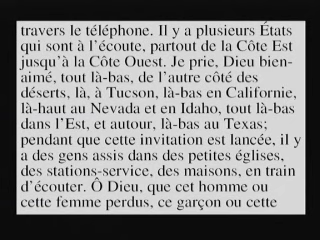 travers le téléphone. Il y a plusieurs États
qui sont à l’écoute, partout de la Côte Est
jusqu’à la Côte Ouest. Je prie, Dieu bien-
aimé, tout là-bas, de l’autre côté des
déserts, là, à Tucson, là-bas en Californie,
là-haut au Nevada et en Idaho, tout là-bas
dans l’Est, et autour, là-bas au Texas;
pendant que cette invitation est lancée, il y
a des gens assis dans des petites églises,
des stations-service, des maisons, en train
d’écouter. Ô Dieu, que cet homme ou
cette femme perdus, ce garçon ou cette